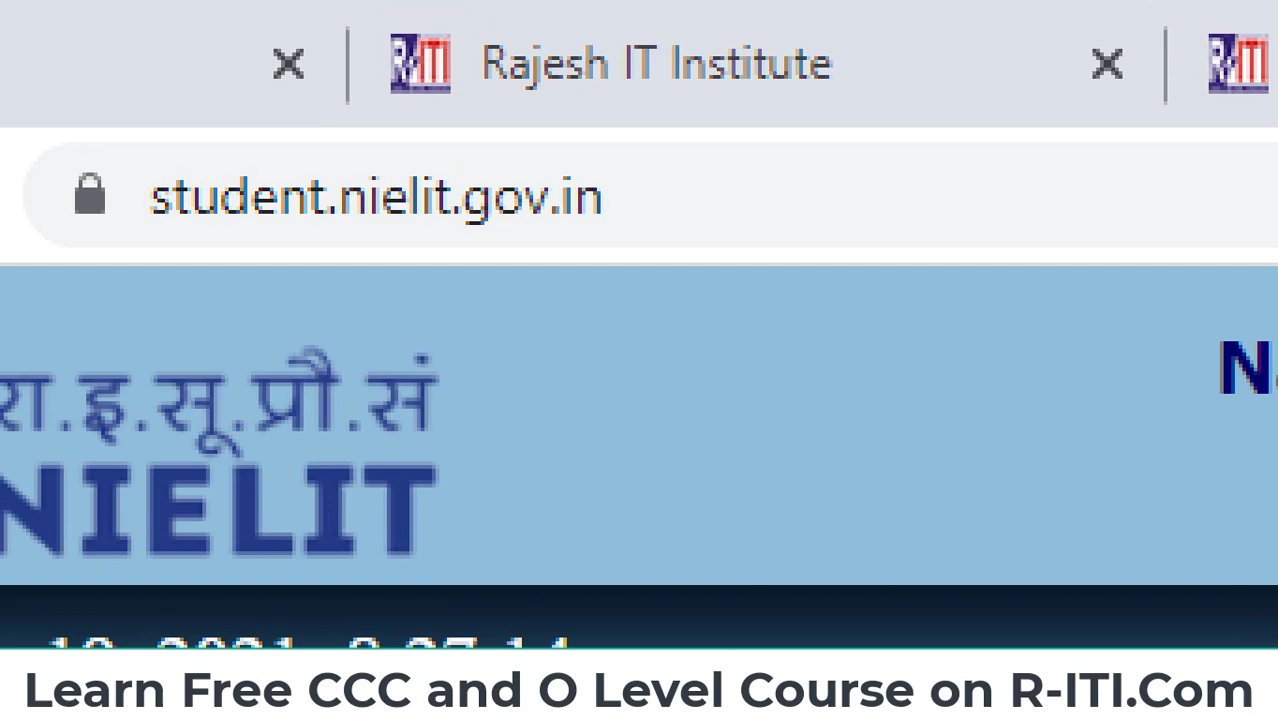 Rajesh IT Institute
student.nielit.gov.in
रा.इ.सू.प्रौ.सं
NIELIT
Learn Free CCC and O Level Course on R-ITI.Com